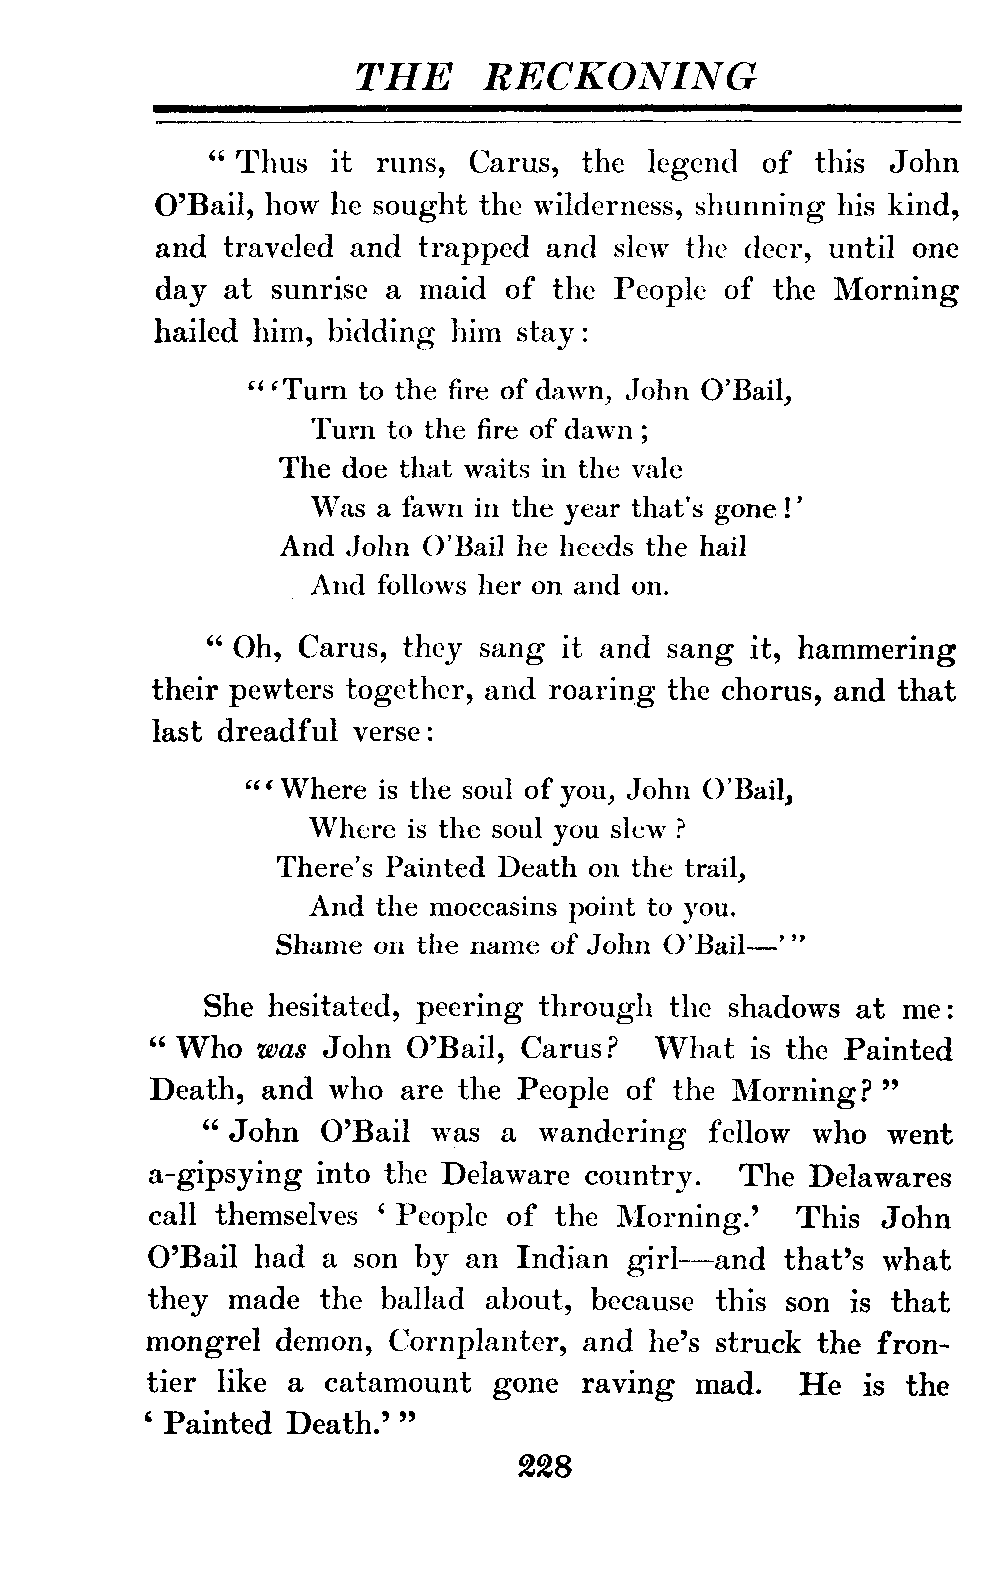 THE RECKONING
“ Thus it runs, Carus, the legend of this John
O’Bail, how he sought the wilderness, shunning his kind,
and traveled and trapped and slew the deer, until one
day at sunrise a maid of the People of the Morning
hailed him, bidding him stay:
“‘Turn to the fire of dawn, John O’Bail,
Turn to the fire of dawn;
The doe that waits in the vale
Was a fawn in the year that's gone!’
And John O’Bail he heeds the hail
And follows her on and on.
“ Oh, Carus, they sang it and sang it, hammering
their pewters together, and roaring the chorus, and that
last dreadful verse:
“‘Where is the soul of you, John O’Bail,
Where is the soul you slew?
There’s Painted Death on the trail,
And the moccasins point to you.
Shame on the name of John O’Bail—’”
She hesitated, peering through the shadows at me:
“ Who was John O’Bail, Carus? What is the Painted
Death, and who are the People of the Morning? ”
“ John O’Bail was a wandering fellow who went
a-gipsying into the Delaware country. The Delawares
call themselves ‘ People of the Morning.’ This John
O’Bail had a son by an Indian girl—and that’s what
they made the ballad about, because this son is that
mongrel demon, Cornplanter, and he’s struck the fron-
tier like a catamount gone raving mad. He is the
‘ Painted Death.’ ”
228